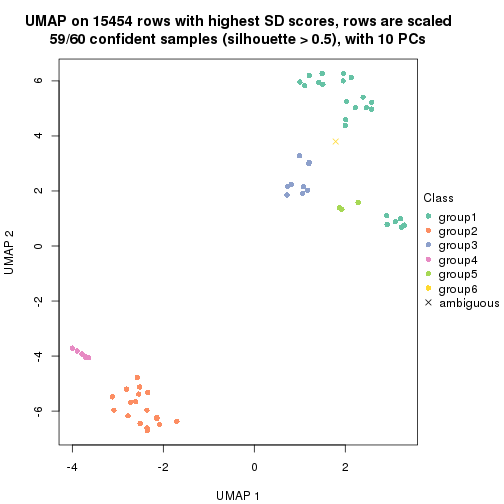 UMAP on 15454 rows with highest SD scores, rows are scaled
59/60 confident samples (silhouette > 0.5), with 10 PCs
6
4
2
0
-2
-4
-6
UMAP 2
-4
-2
0
2
UMAP 1
Class
group1
group2
group3
group4
group5
group6
ambiguous